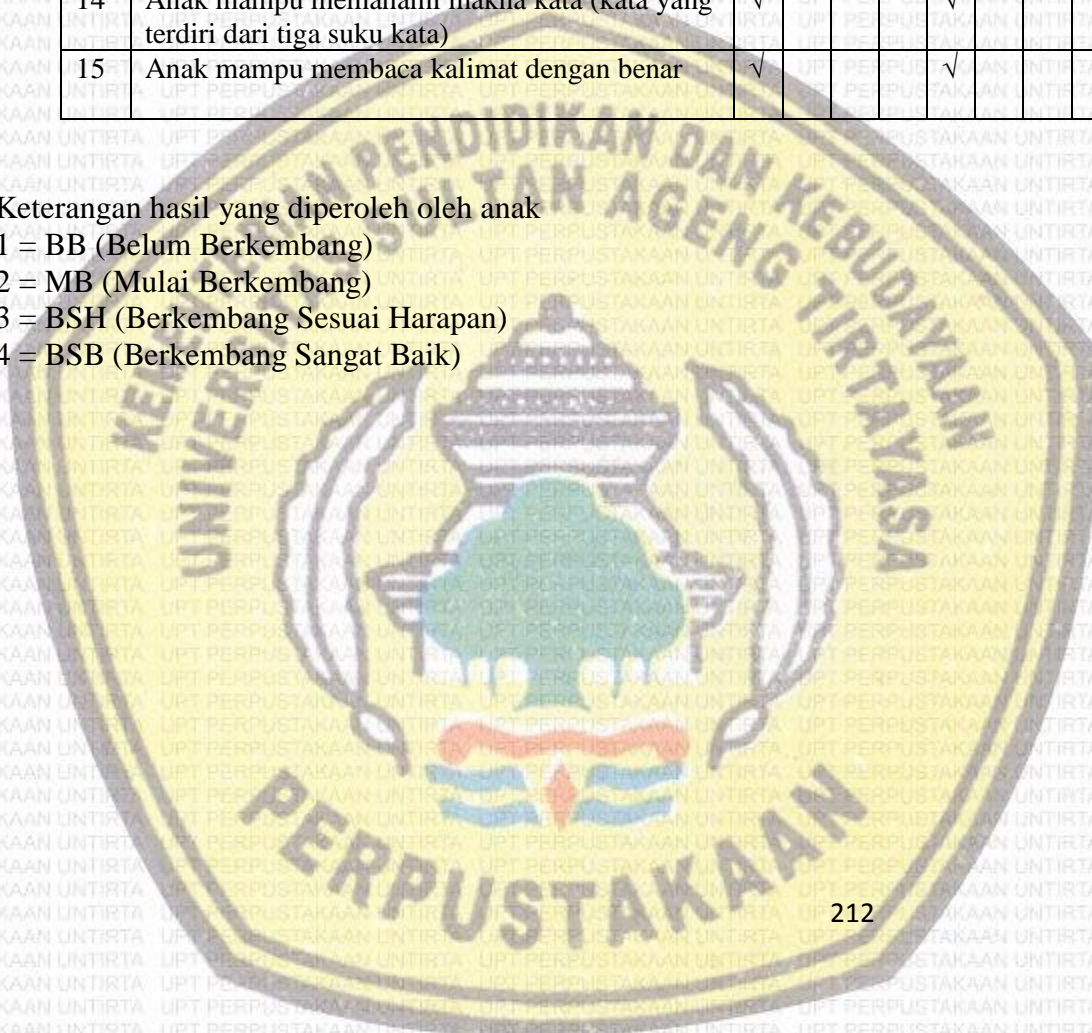 14 Anak mampu memahami makna kata (kata yang √ √
terdiri dari tiga suku kata)
15 Anak mampu membaca kalimat dengan benar √ √
KEMENTERIAN PENDIDIKAN DAN KEBUDAYAAN
UNIVERSITAS SULTAN AGENG TIRTAYASA
Keterangan hasil yang diperoleh oleh anak
1 = BB (Belum Berkembang)
2 = MB (Mulai Berkembang)
3 = BSH (Berkembang Sesuai Harapan)
4 = BSB (Berkembang Sangat Baik)
PERPUSTAKAAN
212